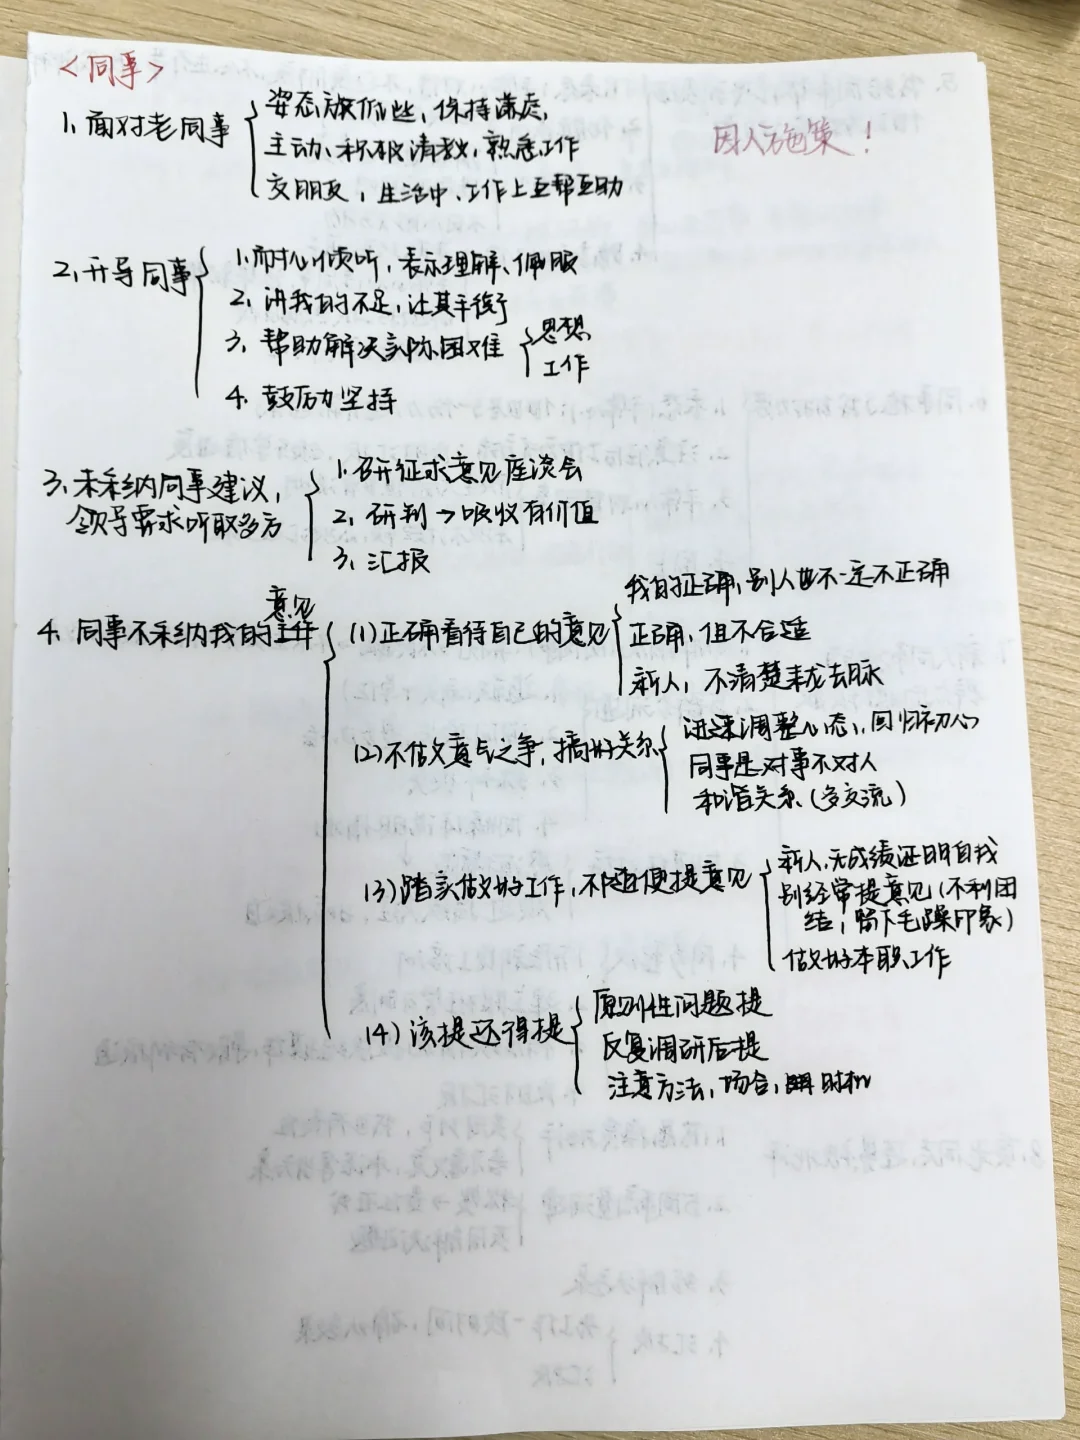 <同事>
因人施策!
1、面对老同事
姿态放低些,保持谦虚,
主动、积极请教,熟悉工作
交朋友,生活中、工作上互帮互助
2、开导同事
1.耐心倾听,表示理解、佩服
2、讲我的不足,让其平衡
3、帮助解决实际困难
思想
工作
4、鼓励坚持
3、未采纳同事建议,
领导需求听取多方
1、研征求意见座谈会
2、研判→吸收有价值
3、汇报
意见
4、同事不采纳我的
(1)正确看待自己的意见
我的正确,别人也不一定不正确
正确,但不合适
新人,不清楚来龙去脉
(2)不做意气之争,搞好关系
迅速调整心态,回归初心
同事是对事不对人
和谐关系(多交流)
(3)踏实做好工作,不随便提意见
新人,无成绩证明自我
别经常提意见(不利团
结,留下毛躁印象)
做好本职工作
(4)该提还得提
原则性问题提
反复调研后提
注意方法,场合,时机